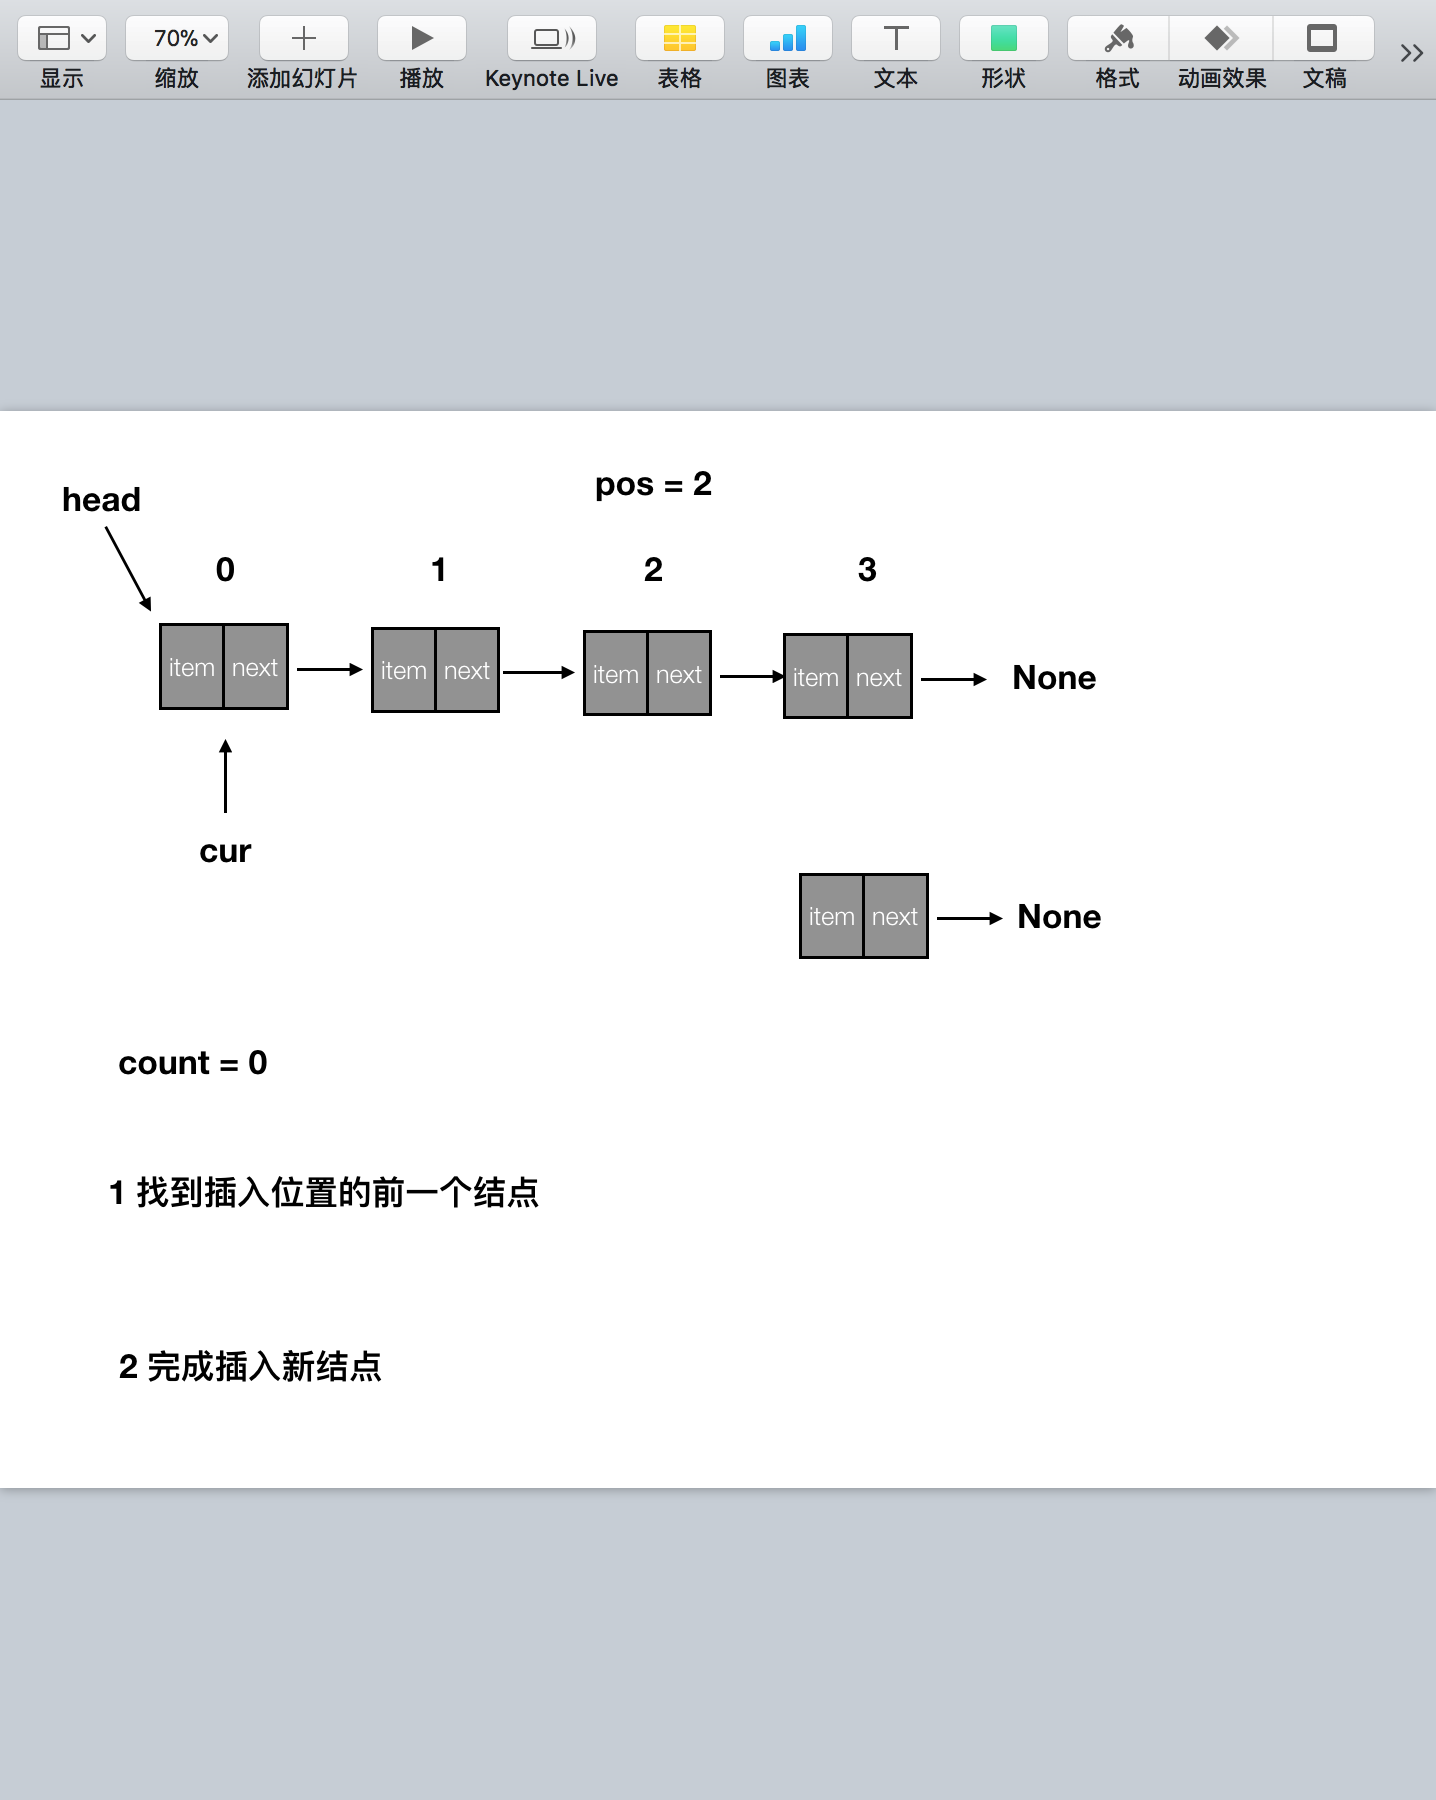 70%
显示 缩放 添加幻灯片 播放 Keynote Live 表格 图表 文本 形状 格式 动画效果 文稿
pos = 2
head
0 1 2 3
item next item next item next item next None
cur
item next None
count = 0
1 找到插入位置的前一个结点
2 完成插入新结点